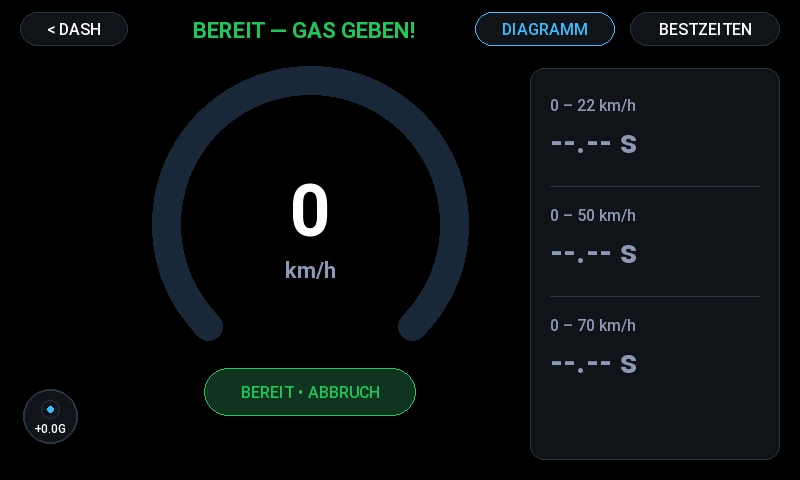 < DASH
BEREIT — GAS GEBEN!
DIAGRAMM
BESTZEITEN
0
km/h
0 – 22 km/h
--.-- s
0 – 50 km/h
--.-- s
0 – 70 km/h
--.-- s
BEREIT • ABBRUCH
+0.0G